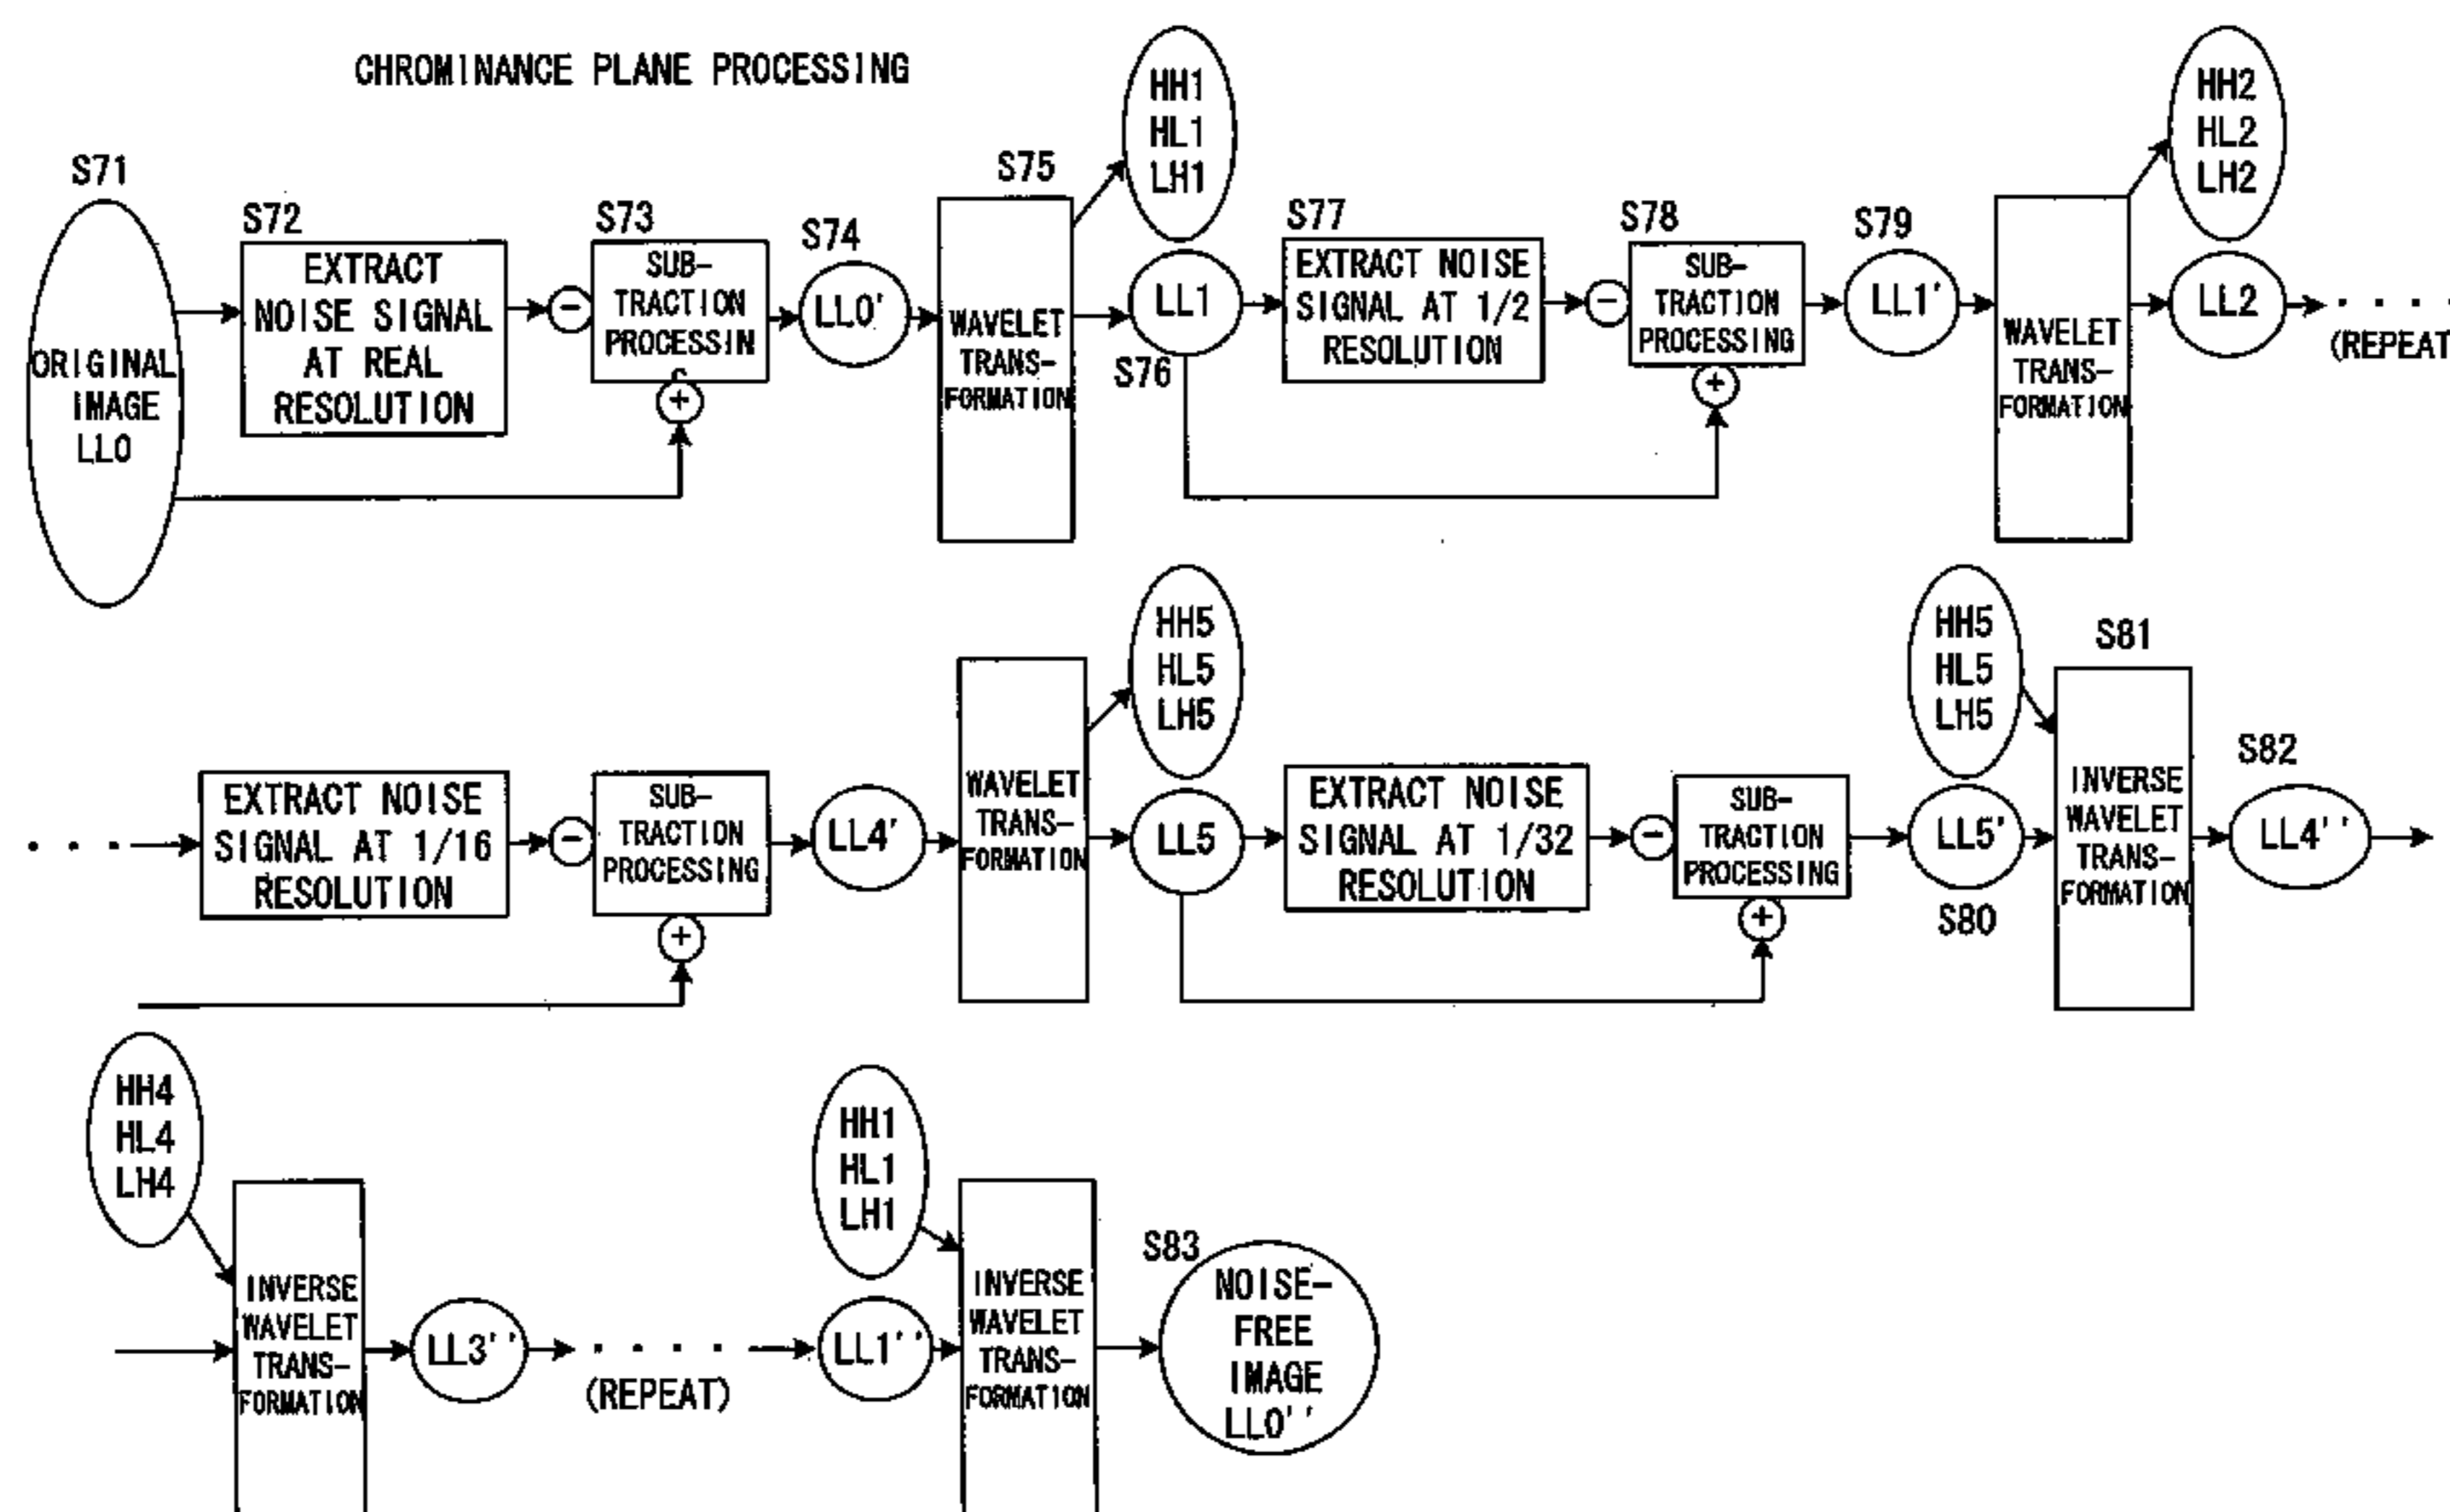 CHROMINANCE PLANE PROCESSING
S71
ORIGINAL
IMAGE
LL0
S72
EXTRACT
NOISE SIGNAL
AT REAL
RESOLUTION
−
S73
SUB-
TRACTION
PROCESSIN
+
S74
LL0'
S75
WAVELET
TRANS-
FORMATION
HH1
HL1
LH1
LL1
S76
S77
EXTRACT NOISE
SIGNAL AT 1/2
RESOLUTION
−
S78
SUB-
TRACTION
PROCESSING
+
S79
LL1'
WAVELET
TRANS-
FORMATION
HH2
HL2
LH2
LL2
· · · ·
(REPEAT
· · ·
EXTRACT NOISE
SIGNAL AT 1/16
RESOLUTION
−
SUB-
TRACTION
PROCESSING
+
LL4'
WAVELET
TRANS-
FORMATION
HH5
HL5
LH5
LL5
EXTRACT NOISE
SIGNAL AT 1/32
RESOLUTION
−
SUB-
TRACTION
PROCESSING
+
HH5
HL5
LH5
LL5'
S80
S81
INVERSE
WAVELET
TRANS-
FORMATION
S82
LL4''
HH4
HL4
LH4
INVERSE
WAVELET
TRANS-
FORMATION
LL3''
· · · ·
(REPEAT)
HH1
HL1
LH1
LL1''
INVERSE
WAVELET
TRANS-
FORMATION
S83
NOISE-
FREE
IMAGE
LL0''